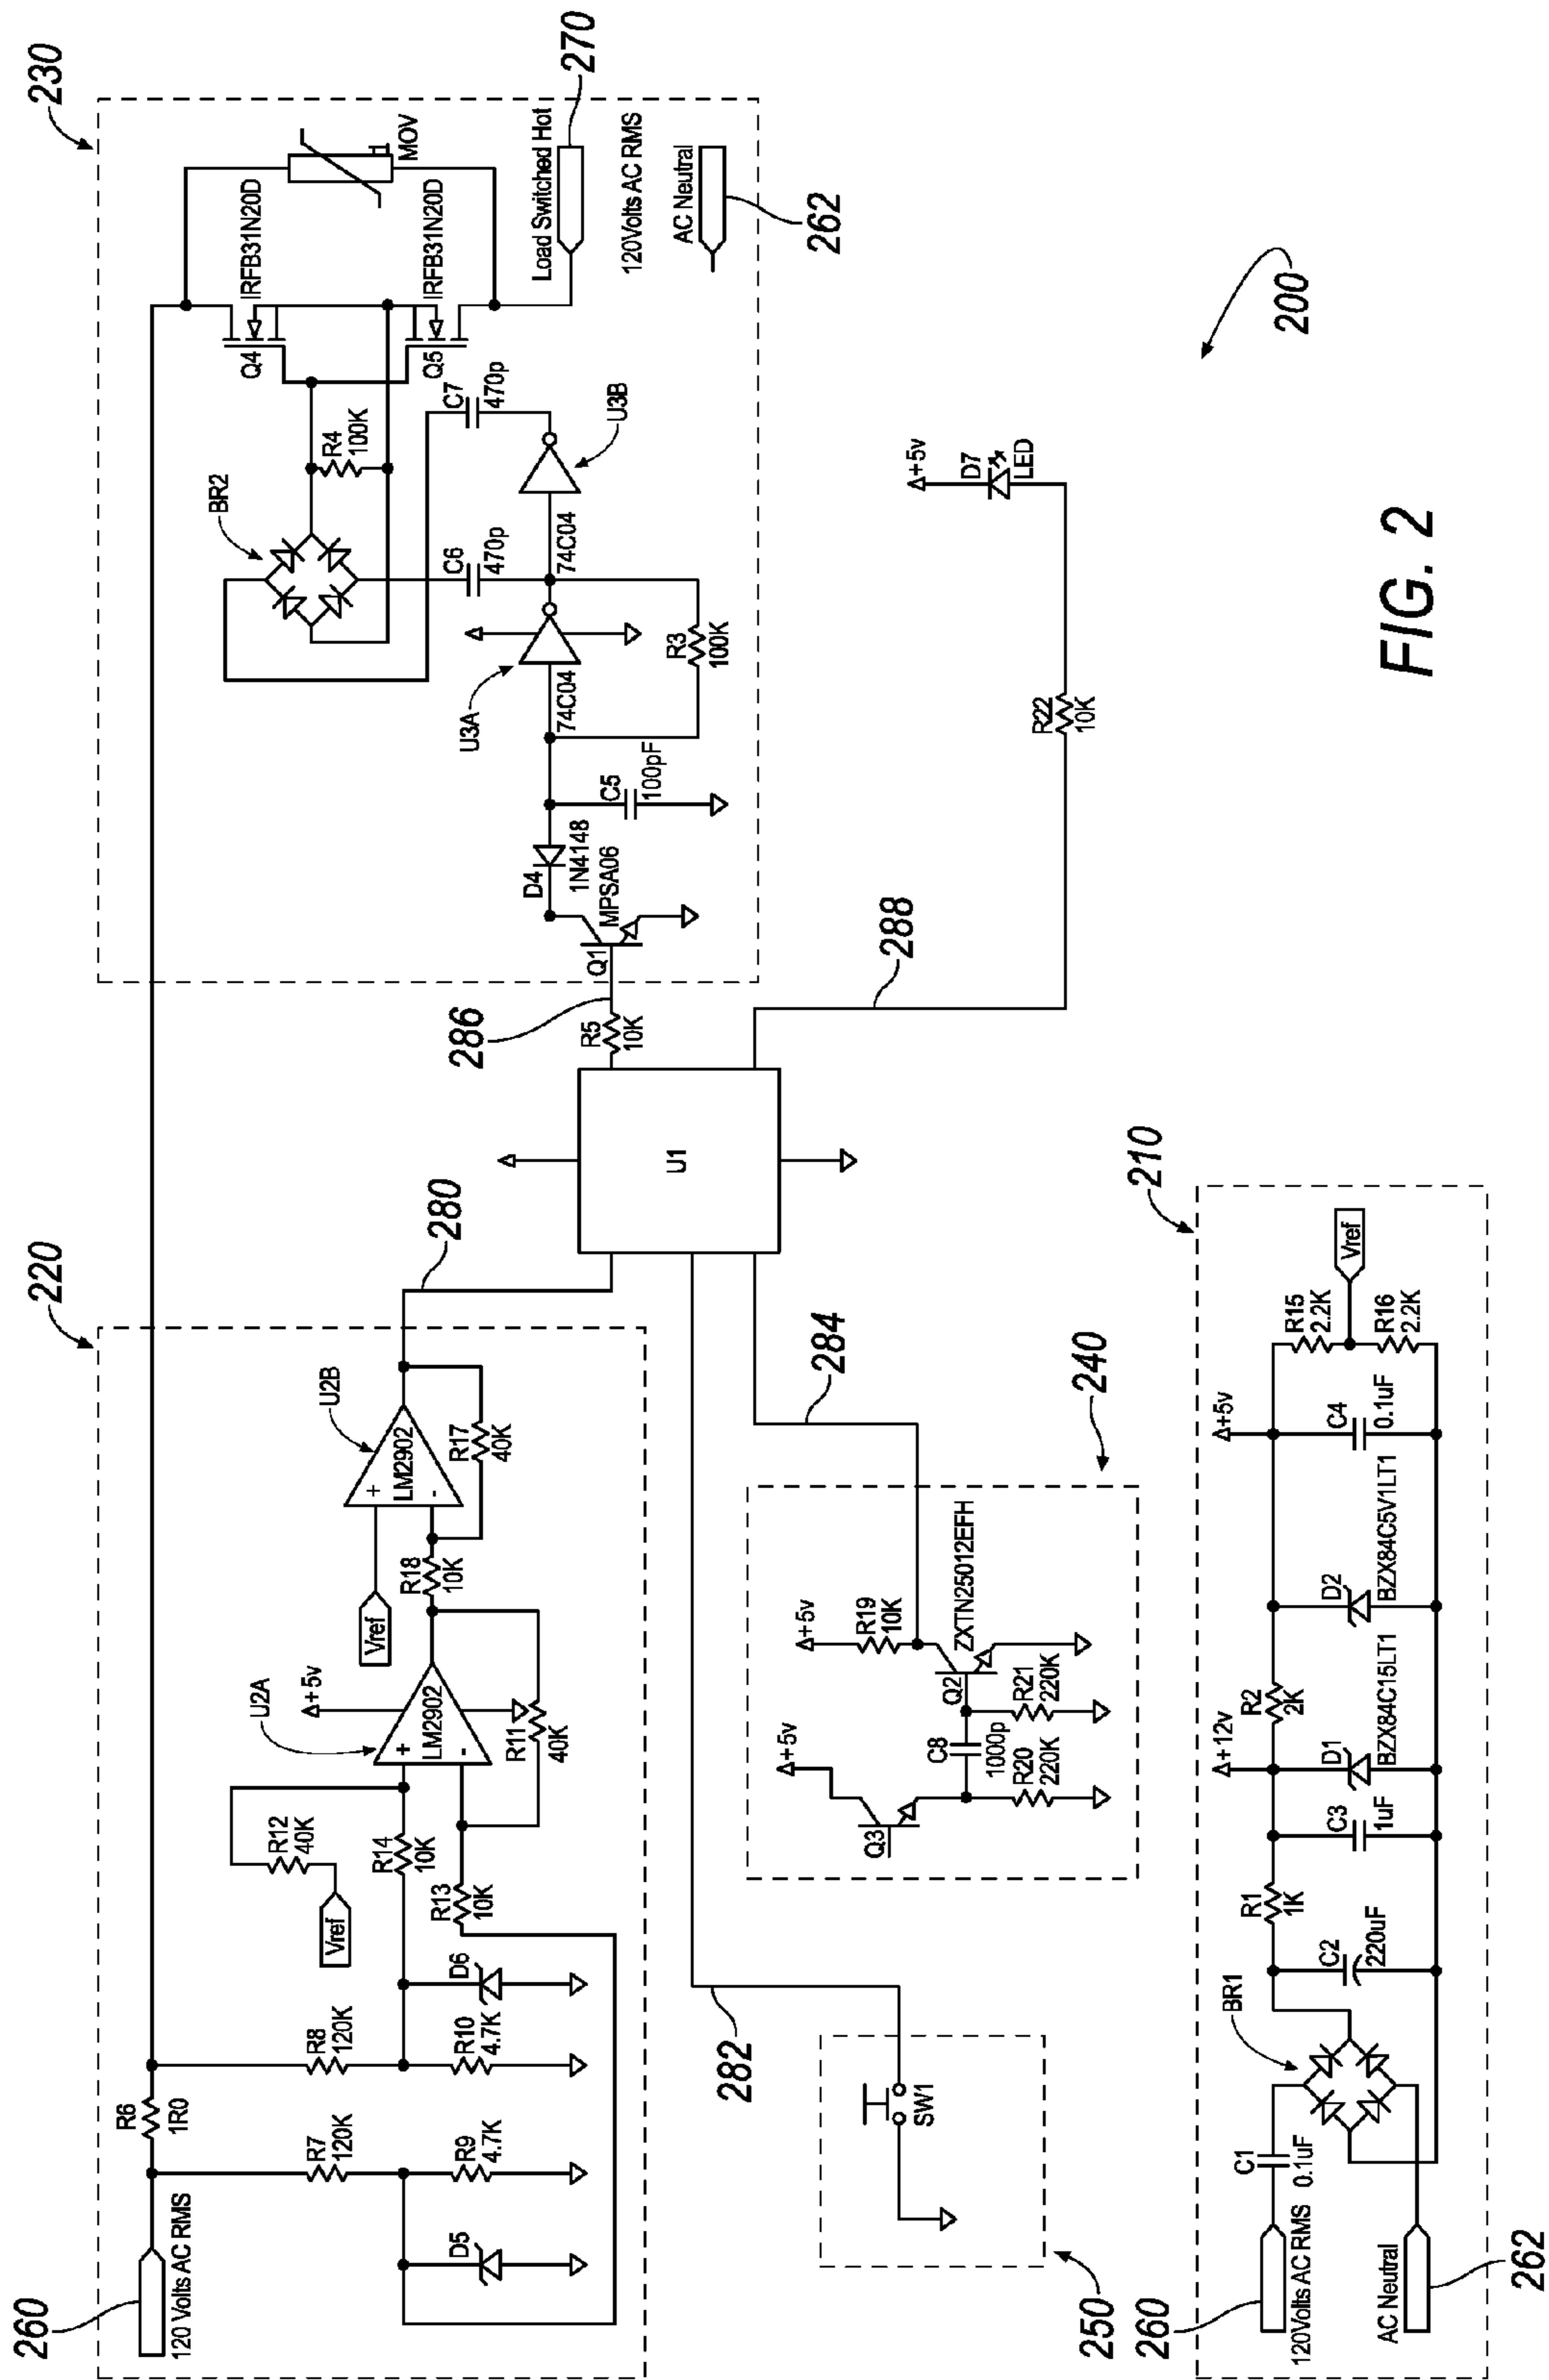 220
230
260
120 Volts AC RMS
R6
1R0
R7
120K
R8
120K
R9
4.7K
R10
4.7K
D5
D6
R12
40K
Vref
R14
10K
R13
10K
U2A
+5v
+
-
LM2902
R11
40K
Vref
R18
10K
U2B
+
-
LM2902
R17
40K
280
BR2
R4
100K
Q4
IRFB31N20D
Q5
IRFB31N20D
MOV
Load Switched Hot
270
120Volts AC RMS
AC Neutral
262
C7
470p
C6
470p
U3B
74C04
U3A
74C04
R3
100K
C5
100pF
D4
1N4148
MPSA06
Q1
286
R5
10K
U1
288
+5v
D7
LED
R22
10K
200
284
240
+5v
R19
10K
ZXTN25012EFH
Q2
R21
220K
C8
1000p
+5v
R20
220K
Q3
282
SW1
250
210
260
120Volts AC RMS
C1
0.1uF
AC Neutral
262
BR1
C2
220uF
R1
1K
C3
1uF
+12v
D1
BZX84C15LT1
R2
2K
D2
BZX84C5V1LT1
+5v
C4
0.1uF
R15
2.2K
R16
2.2K
Vref
FIG. 2